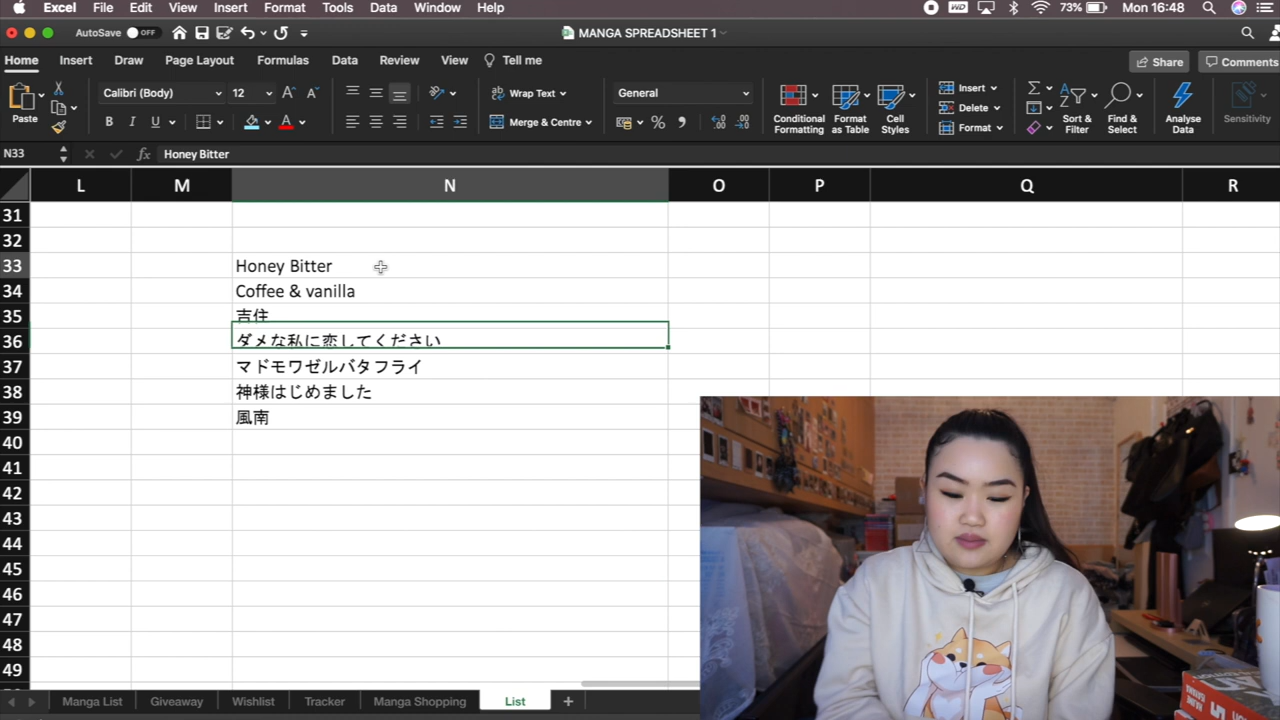 Excel File Edit View Insert Format Tools Data Window Help 73% Mon 16:48
AutoSave OFF MANGA SPREADSHEET 1
Home Insert Draw Page Layout Formulas Data Review View Tell me Share Comments
Paste Calibri (Body) 12 Wrap Text General Conditional Formatting Format as Table Cell Styles Insert Sort & Filter Find & Select Analyse Data Sensitivity
Delete
B I U Merge & Centre % Format
N33 fx Honey Bitter
L M N O P Q R
31
32
33 Honey Bitter
34 Coffee & vanilla
35 吉住
36 ダメな私に恋してください
37 マドモワゼルバタフライ
38 神様はじめました
39 風南
40
41
42
43
44
45
46
47
48
49
Manga List Giveaway Wishlist Tracker Manga Shopping List +